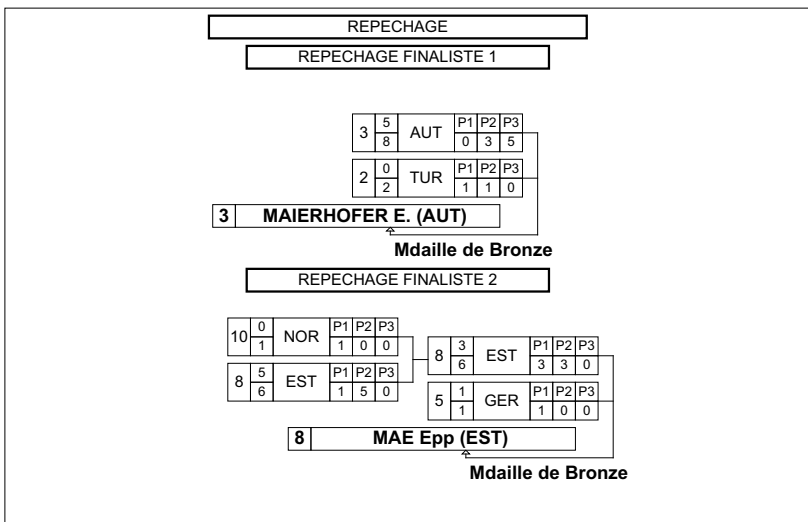 REPECHAGE
REPECHAGE FINALISTE 1
3 5 8 AUT P1 P2 P3 0 3 5
2 0 2 TUR P1 P2 P3 1 1 0
3 MAIERHOFER E. (AUT)
Mdaille de Bronze
REPECHAGE FINALISTE 2
10 0 1 NOR P1 P2 P3 1 0 0
8 5 6 EST P1 P2 P3 1 5 0
8 3 6 EST P1 P2 P3 3 3 0
5 1 1 GER P1 P2 P3 1 0 0
8 MAE Epp (EST)
Mdaille de Bronze